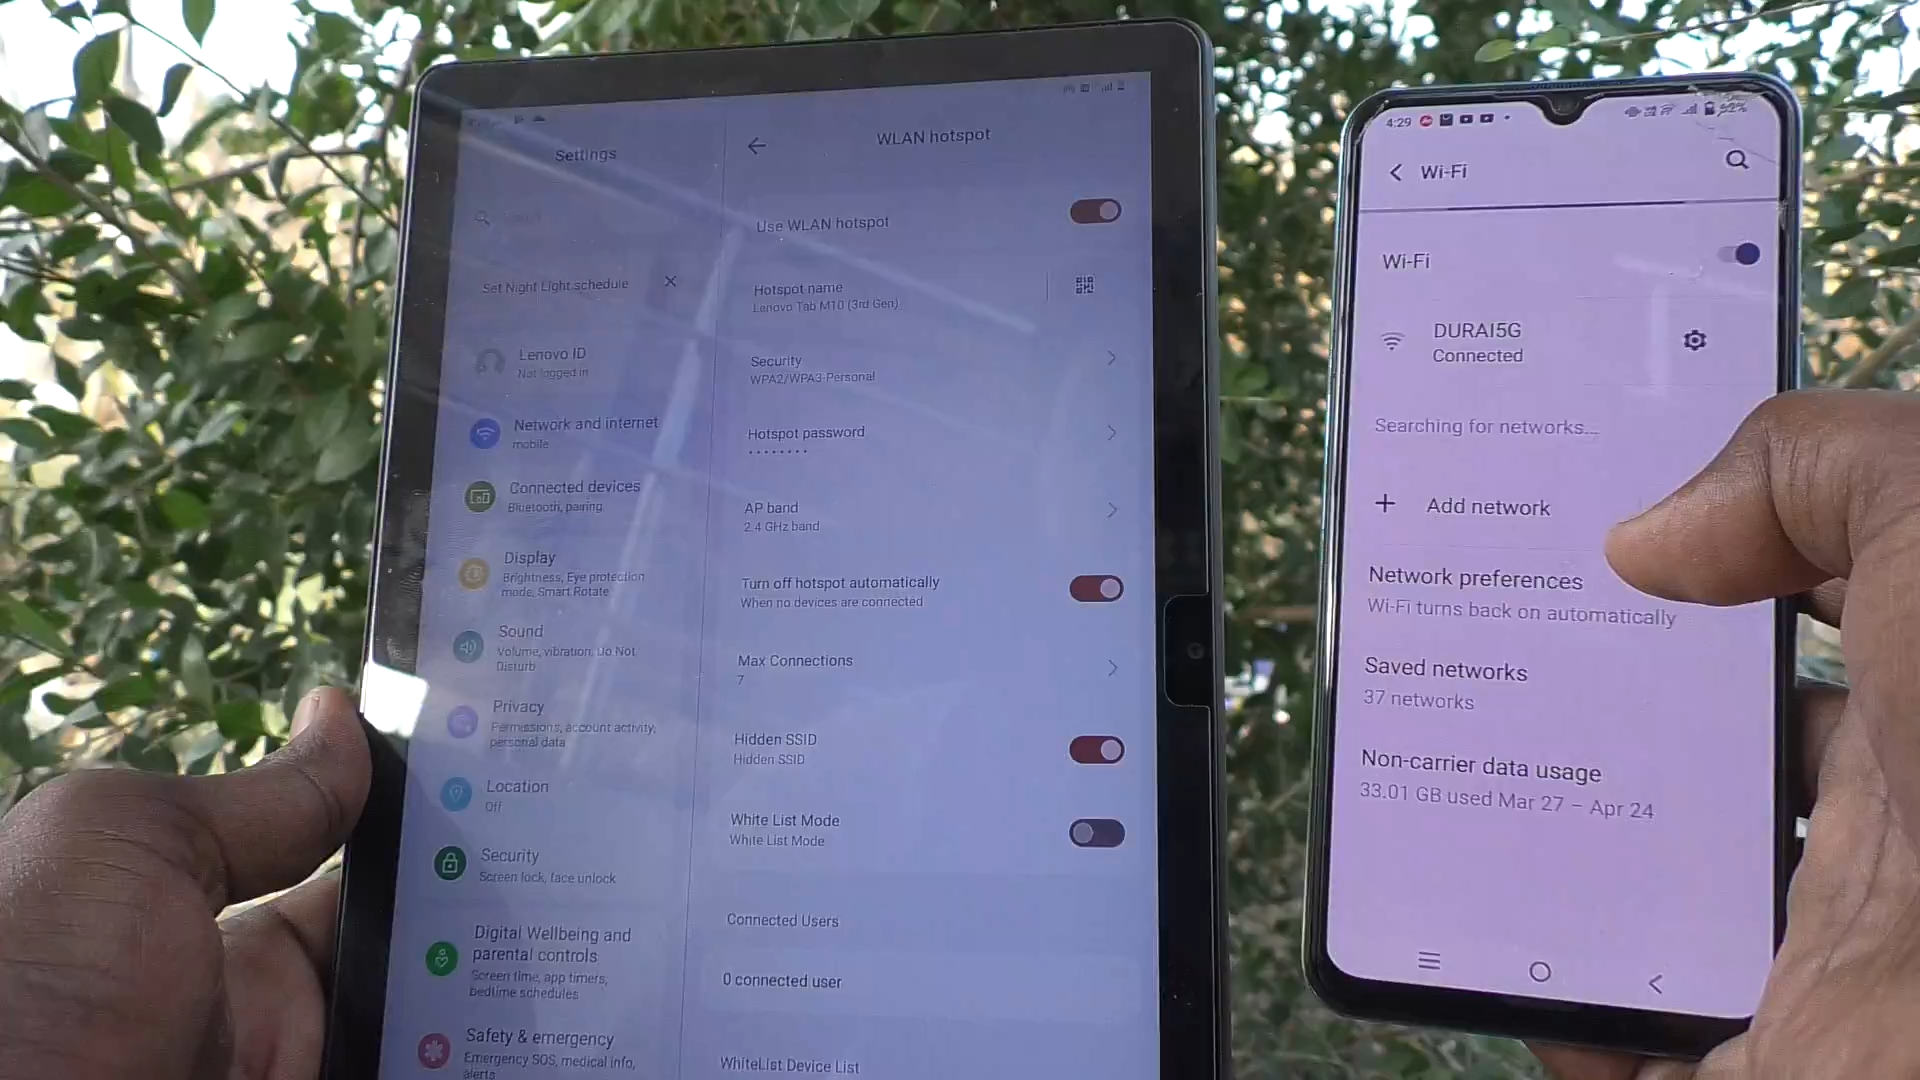 Settings
Set Night Light schedule
Lenovo ID
Not logged in
Network and internet
mobile
Connected devices
Bluetooth, pairing
Display
Brightness, Eye protection
mode, Smart Rotate
Sound
Volume, vibration, Do Not
Disturb
Privacy
Permissions, account activity,
personal data
Location
Off
Security
Screen lock, face unlock
Digital Wellbeing and
parental controls
Screen time, app timers,
bedtime schedules
Safety & emergency
Emergency SOS, medical info,
alerts
WLAN hotspot
Use WLAN hotspot
Hotspot name
Lenovo Tab M10 (3rd Gen)
Security
WPA2/WPA3-Personal
Hotspot password
AP band
2.4 GHz band
Turn off hotspot automatically
When no devices are connected
Max Connections
7
Hidden SSID
Hidden SSID
White List Mode
White List Mode
Connected Users
0 connected user
WhiteList Device List
4:29
52%
Wi-Fi
Wi-Fi
DURAI5G
Connected
Searching for networks...
Add network
Network preferences
Wi-Fi turns back on automatically
Saved networks
37 networks
Non-carrier data usage
33.01 GB used Mar 27 – Apr 24